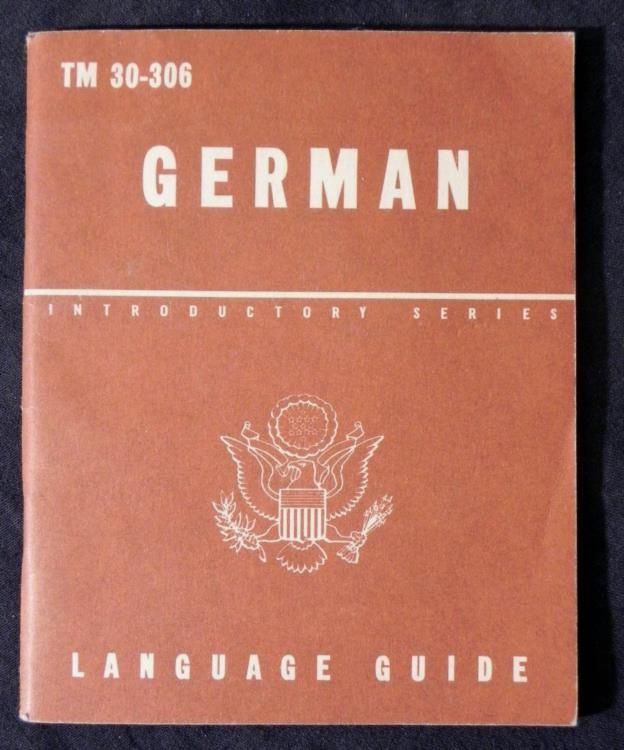 TM 30-306
GERMAN
INTRODUCTORY SERIES
LANGUAGE GUIDE